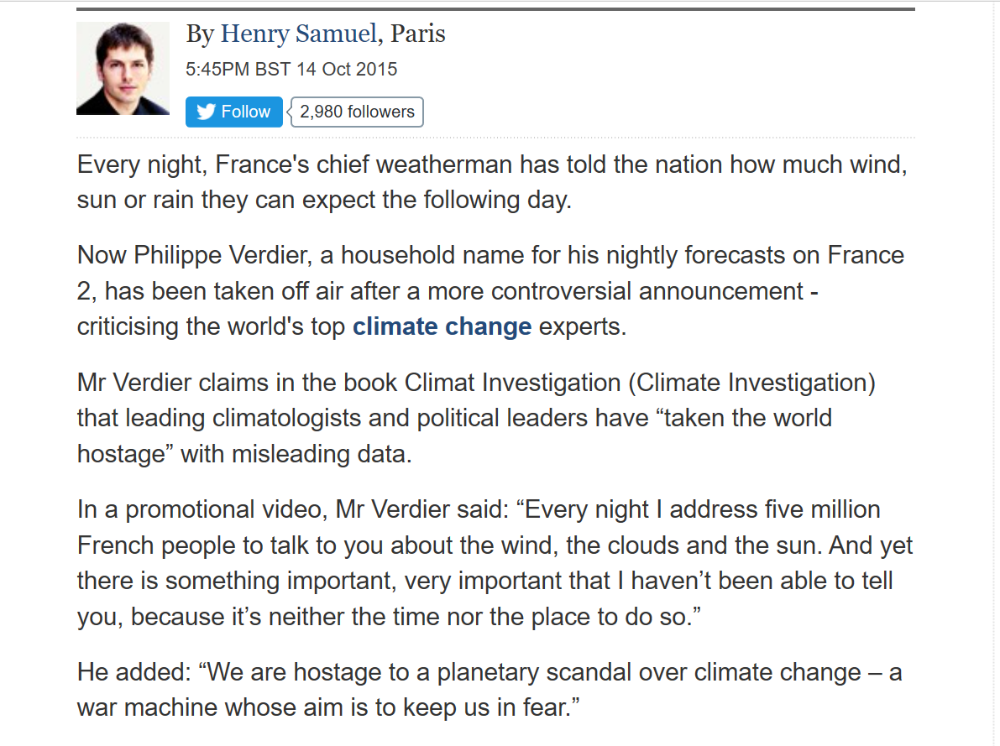 By Henry Samuel, Paris
5:45PM BST 14 Oct 2015
Follow 2,980 followers
Every night, France's chief weatherman has told the nation how much wind,
sun or rain they can expect the following day.
Now Philippe Verdier, a household name for his nightly forecasts on France
2, has been taken off air after a more controversial announcement -
criticising the world's top climate change experts.
Mr Verdier claims in the book Climat Investigation (Climate Investigation)
that leading climatologists and political leaders have “taken the world
hostage” with misleading data.
In a promotional video, Mr Verdier said: “Every night I address five million
French people to talk to you about the wind, the clouds and the sun. And yet
there is something important, very important that I haven’t been able to tell
you, because it’s neither the time nor the place to do so.”
He added: “We are hostage to a planetary scandal over climate change – a
war machine whose aim is to keep us in fear.”